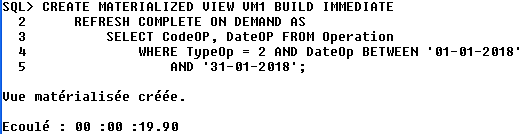 SQL> CREATE MATERIALIZED VIEW VM1 BUILD IMMEDIATE
  2      REFRESH COMPLETE ON DEMAND AS
  3          SELECT CodeOP, DateOP FROM Operation
  4              WHERE TypeOp = 2 AND DateOp BETWEEN '01-01-2018'
  5                  AND '31-01-2018';
Vue matérialisée créée.
Ecoulé : 00 :00 :19.90